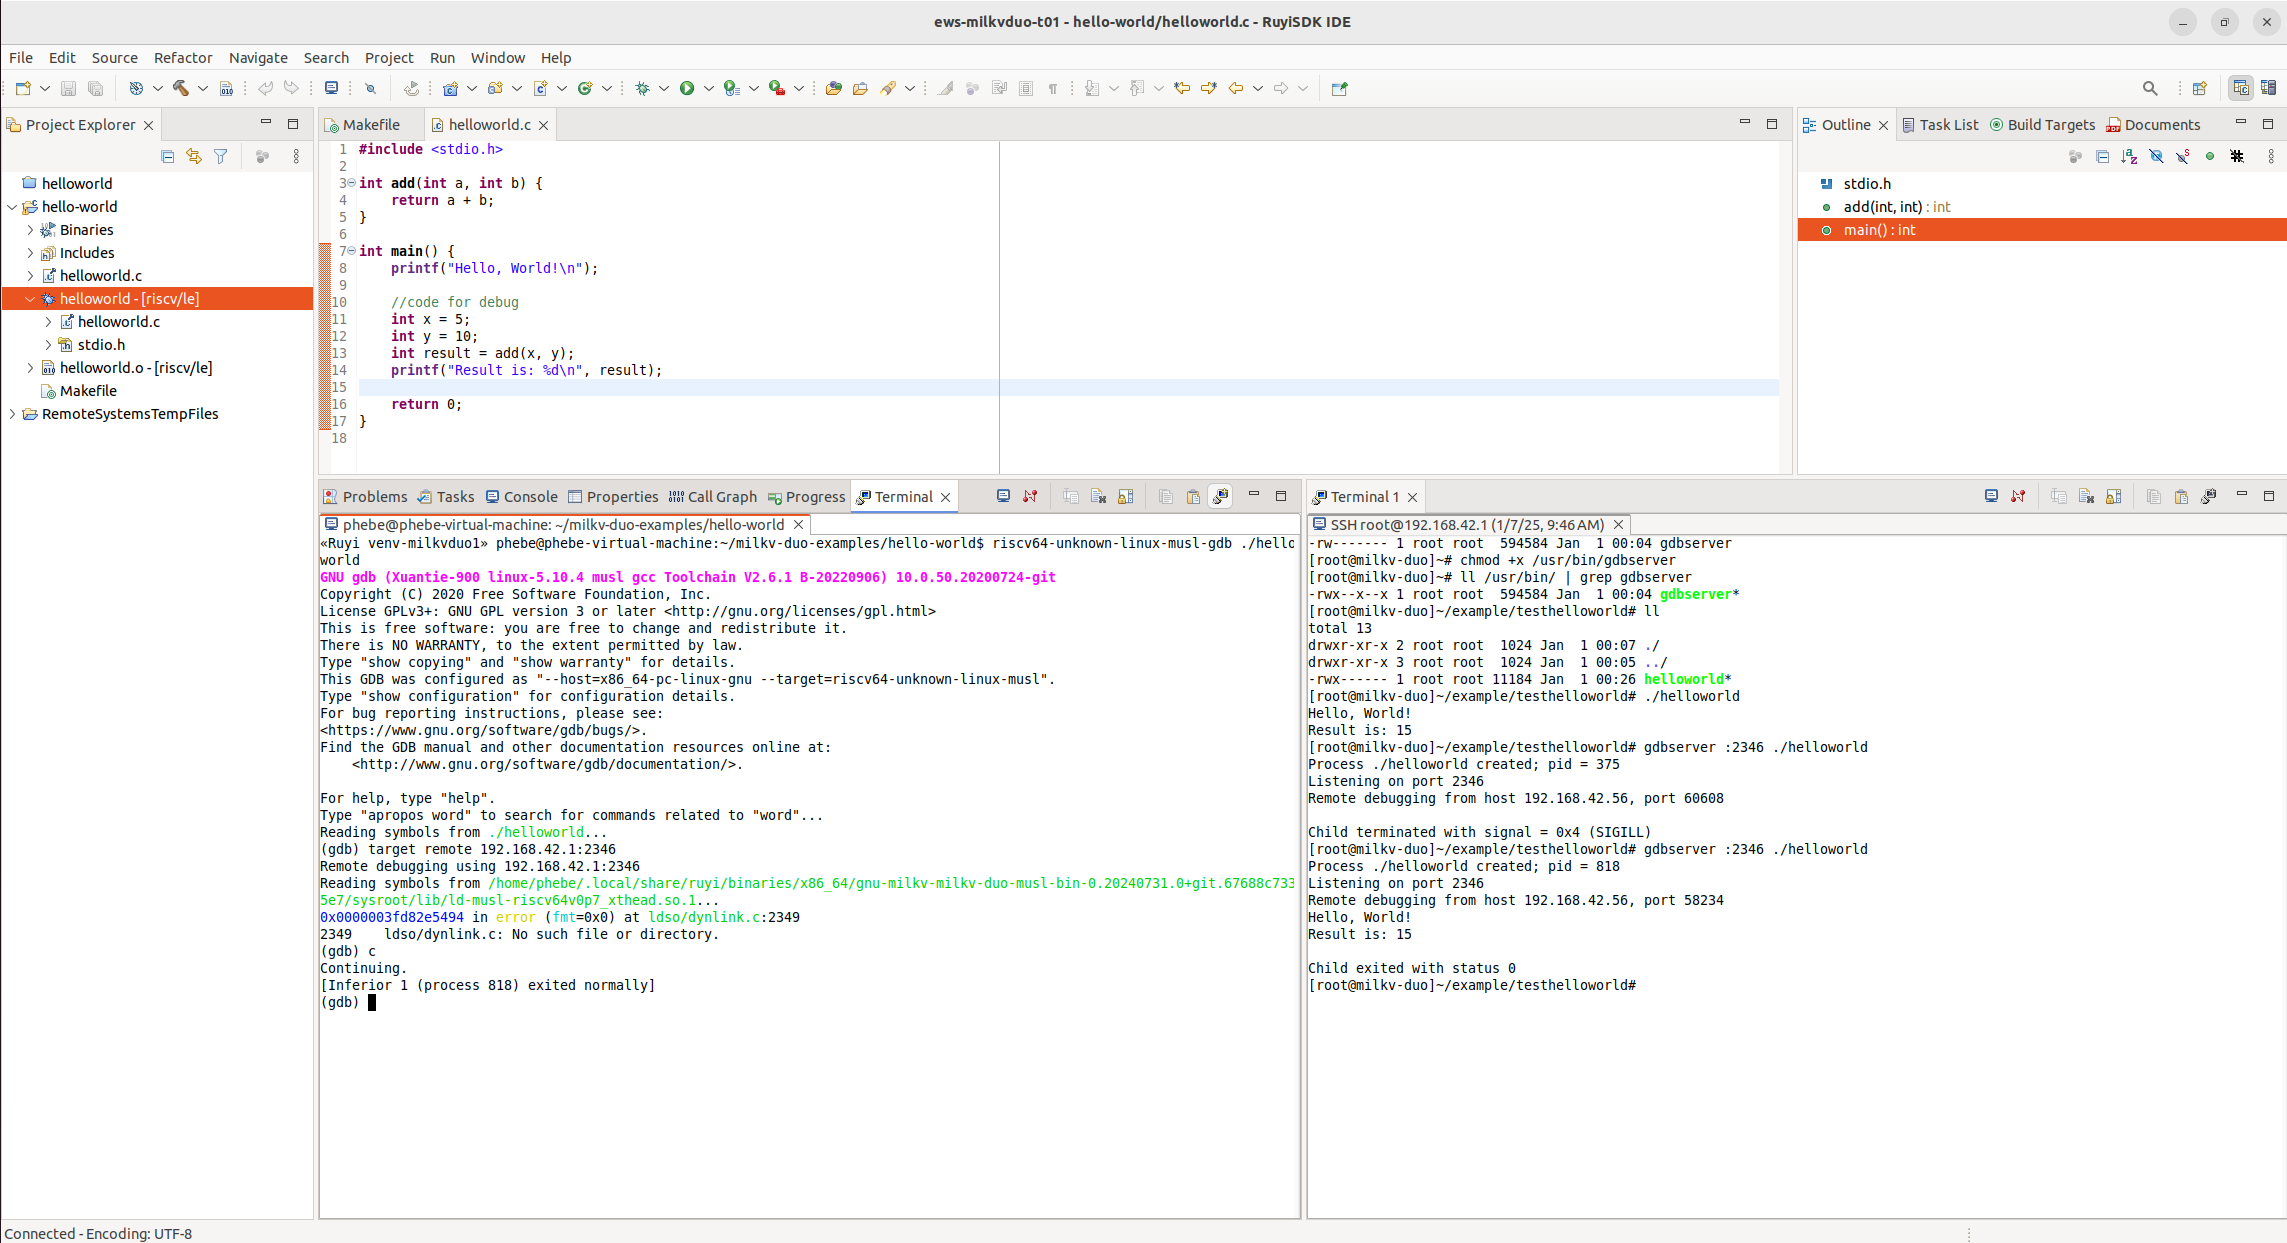 ews-milkvduo-t01 - hello-world/helloworld.c - RuyiSDK IDE
File Edit Source Refactor Navigate Search Project Run Window Help
Project Explorer
helloworld
hello-world
Binaries
Includes
helloworld.c
helloworld - [riscv/le]
helloworld.c
stdio.h
helloworld.o - [riscv/le]
Makefile
RemoteSystemsTempFiles
Makefile helloworld.c
1 #include <stdio.h>
2
3 int add(int a, int b) {
4     return a + b;
5 }
6
7 int main() {
8     printf("Hello, World!\n");
9
10     //code for debug
11     int x = 5;
12     int y = 10;
13     int result = add(x, y);
14     printf("Result is: %d\n", result);
15
16     return 0;
17 }
18
Outline Task List Build Targets Documents
stdio.h
add(int, int) : int
main() : int
Problems Tasks Console Properties Call Graph Progress Terminal
phebe@phebe-virtual-machine: ~/milkv-duo-examples/hello-world
«Ruyi venv-milkvduo1» phebe@phebe-virtual-machine:~/milkv-duo-examples/hello-world$ riscv64-unknown-linux-musl-gdb ./hello
world
GNU gdb (Xuantie-900 linux-5.10.4 musl gcc Toolchain V2.6.1 B-20220906) 10.0.50.20200724-git
Copyright (C) 2020 Free Software Foundation, Inc.
License GPLv3+: GNU GPL version 3 or later <http://gnu.org/licenses/gpl.html>
This is free software: you are free to change and redistribute it.
There is NO WARRANTY, to the extent permitted by law.
Type "show copying" and "show warranty" for details.
This GDB was configured as "--host=x86_64-pc-linux-gnu --target=riscv64-unknown-linux-musl".
Type "show configuration" for configuration details.
For bug reporting instructions, please see:
<https://www.gnu.org/software/gdb/bugs/>.
Find the GDB manual and other documentation resources online at:
    <http://www.gnu.org/software/gdb/documentation/>.
For help, type "help".
Type "apropos word" to search for commands related to "word"...
Reading symbols from ./helloworld...
(gdb) target remote 192.168.42.1:2346
Remote debugging using 192.168.42.1:2346
Reading symbols from /home/phebe/.local/share/ruyi/binaries/x86_64/gnu-milkv-milkv-duo-musl-bin-0.20240731.0+git.67688c733
5e7/sysroot/lib/ld-musl-riscv64v0p7_xthead.so.1...
0x0000003fd82e5494 in error (fmt=0x0) at ldso/dynlink.c:2349
2349    ldso/dynlink.c: No such file or directory.
(gdb) c
Continuing.
[Inferior 1 (process 818) exited normally]
(gdb)
Terminal 1
SSH root@192.168.42.1 (1/7/25, 9:46 AM)
-rw------- 1 root root  594584 Jan  1 00:04 gdbserver
[root@milkv-duo]~# chmod +x /usr/bin/gdbserver
[root@milkv-duo]~# ll /usr/bin/ | grep gdbserver
-rwx--x--x 1 root root  594584 Jan  1 00:04 gdbserver*
[root@milkv-duo]~/example/testhelloworld# ll
total 13
drwxr-xr-x 2 root root  1024 Jan  1 00:07 ./
drwxr-xr-x 3 root root  1024 Jan  1 00:05 ../
-rwx------ 1 root root 11184 Jan  1 00:26 helloworld*
[root@milkv-duo]~/example/testhelloworld# ./helloworld
Hello, World!
Result is: 15
[root@milkv-duo]~/example/testhelloworld# gdbserver :2346 ./helloworld
Process ./helloworld created; pid = 375
Listening on port 2346
Remote debugging from host 192.168.42.56, port 60608
Child terminated with signal = 0x4 (SIGILL)
[root@milkv-duo]~/example/testhelloworld# gdbserver :2346 ./helloworld
Process ./helloworld created; pid = 818
Listening on port 2346
Remote debugging from host 192.168.42.56, port 58234
Hello, World!
Result is: 15
Child exited with status 0
[root@milkv-duo]~/example/testhelloworld#
Connected - Encoding: UTF-8